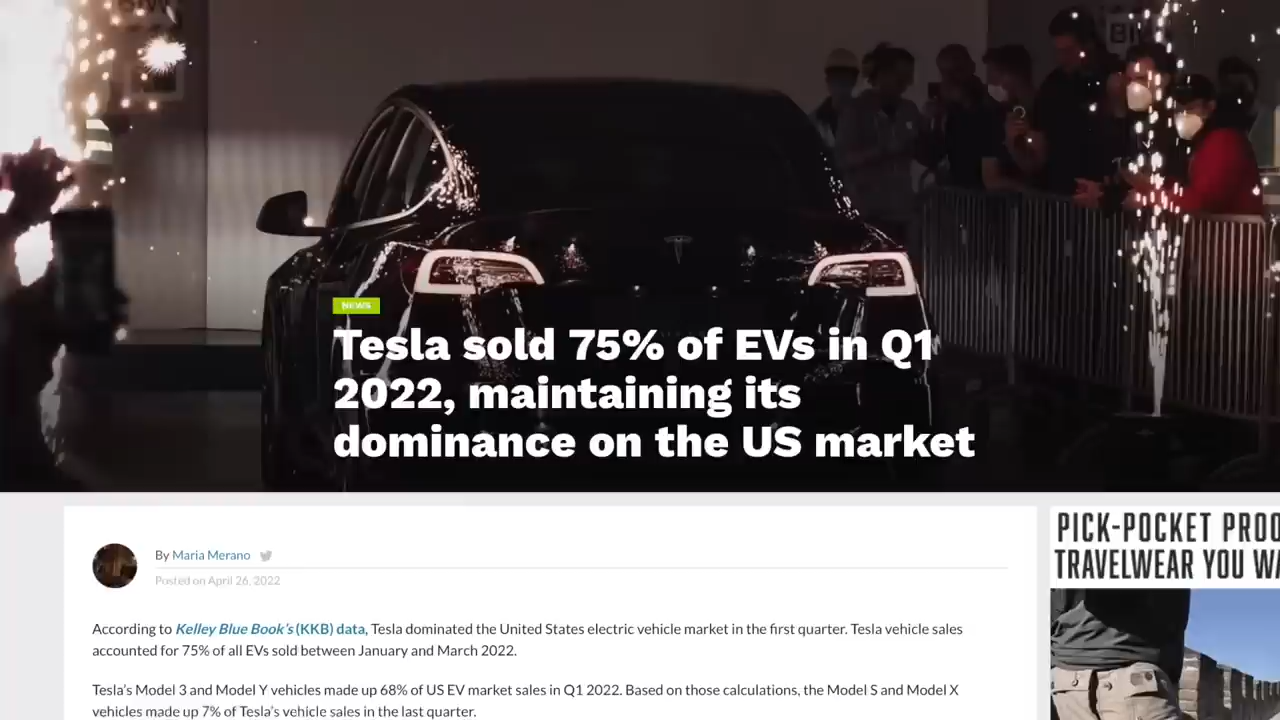 NEWS
Tesla sold 75% of EVs in Q1
2022, maintaining its
dominance on the US market
By Maria Merano
Posted on April 26, 2022
According to Kelley Blue Book's (KKB) data, Tesla dominated the United States electric vehicle market in the first quarter. Tesla vehicle sales
accounted for 75% of all EVs sold between January and March 2022.
Tesla's Model 3 and Model Y vehicles made up 68% of US EV market sales in Q1 2022. Based on those calculations, the Model S and Model X
vehicles made up 7% of Tesla's vehicle sales in the last quarter.
PICK-POCKET
TRAVELWEAR YOU